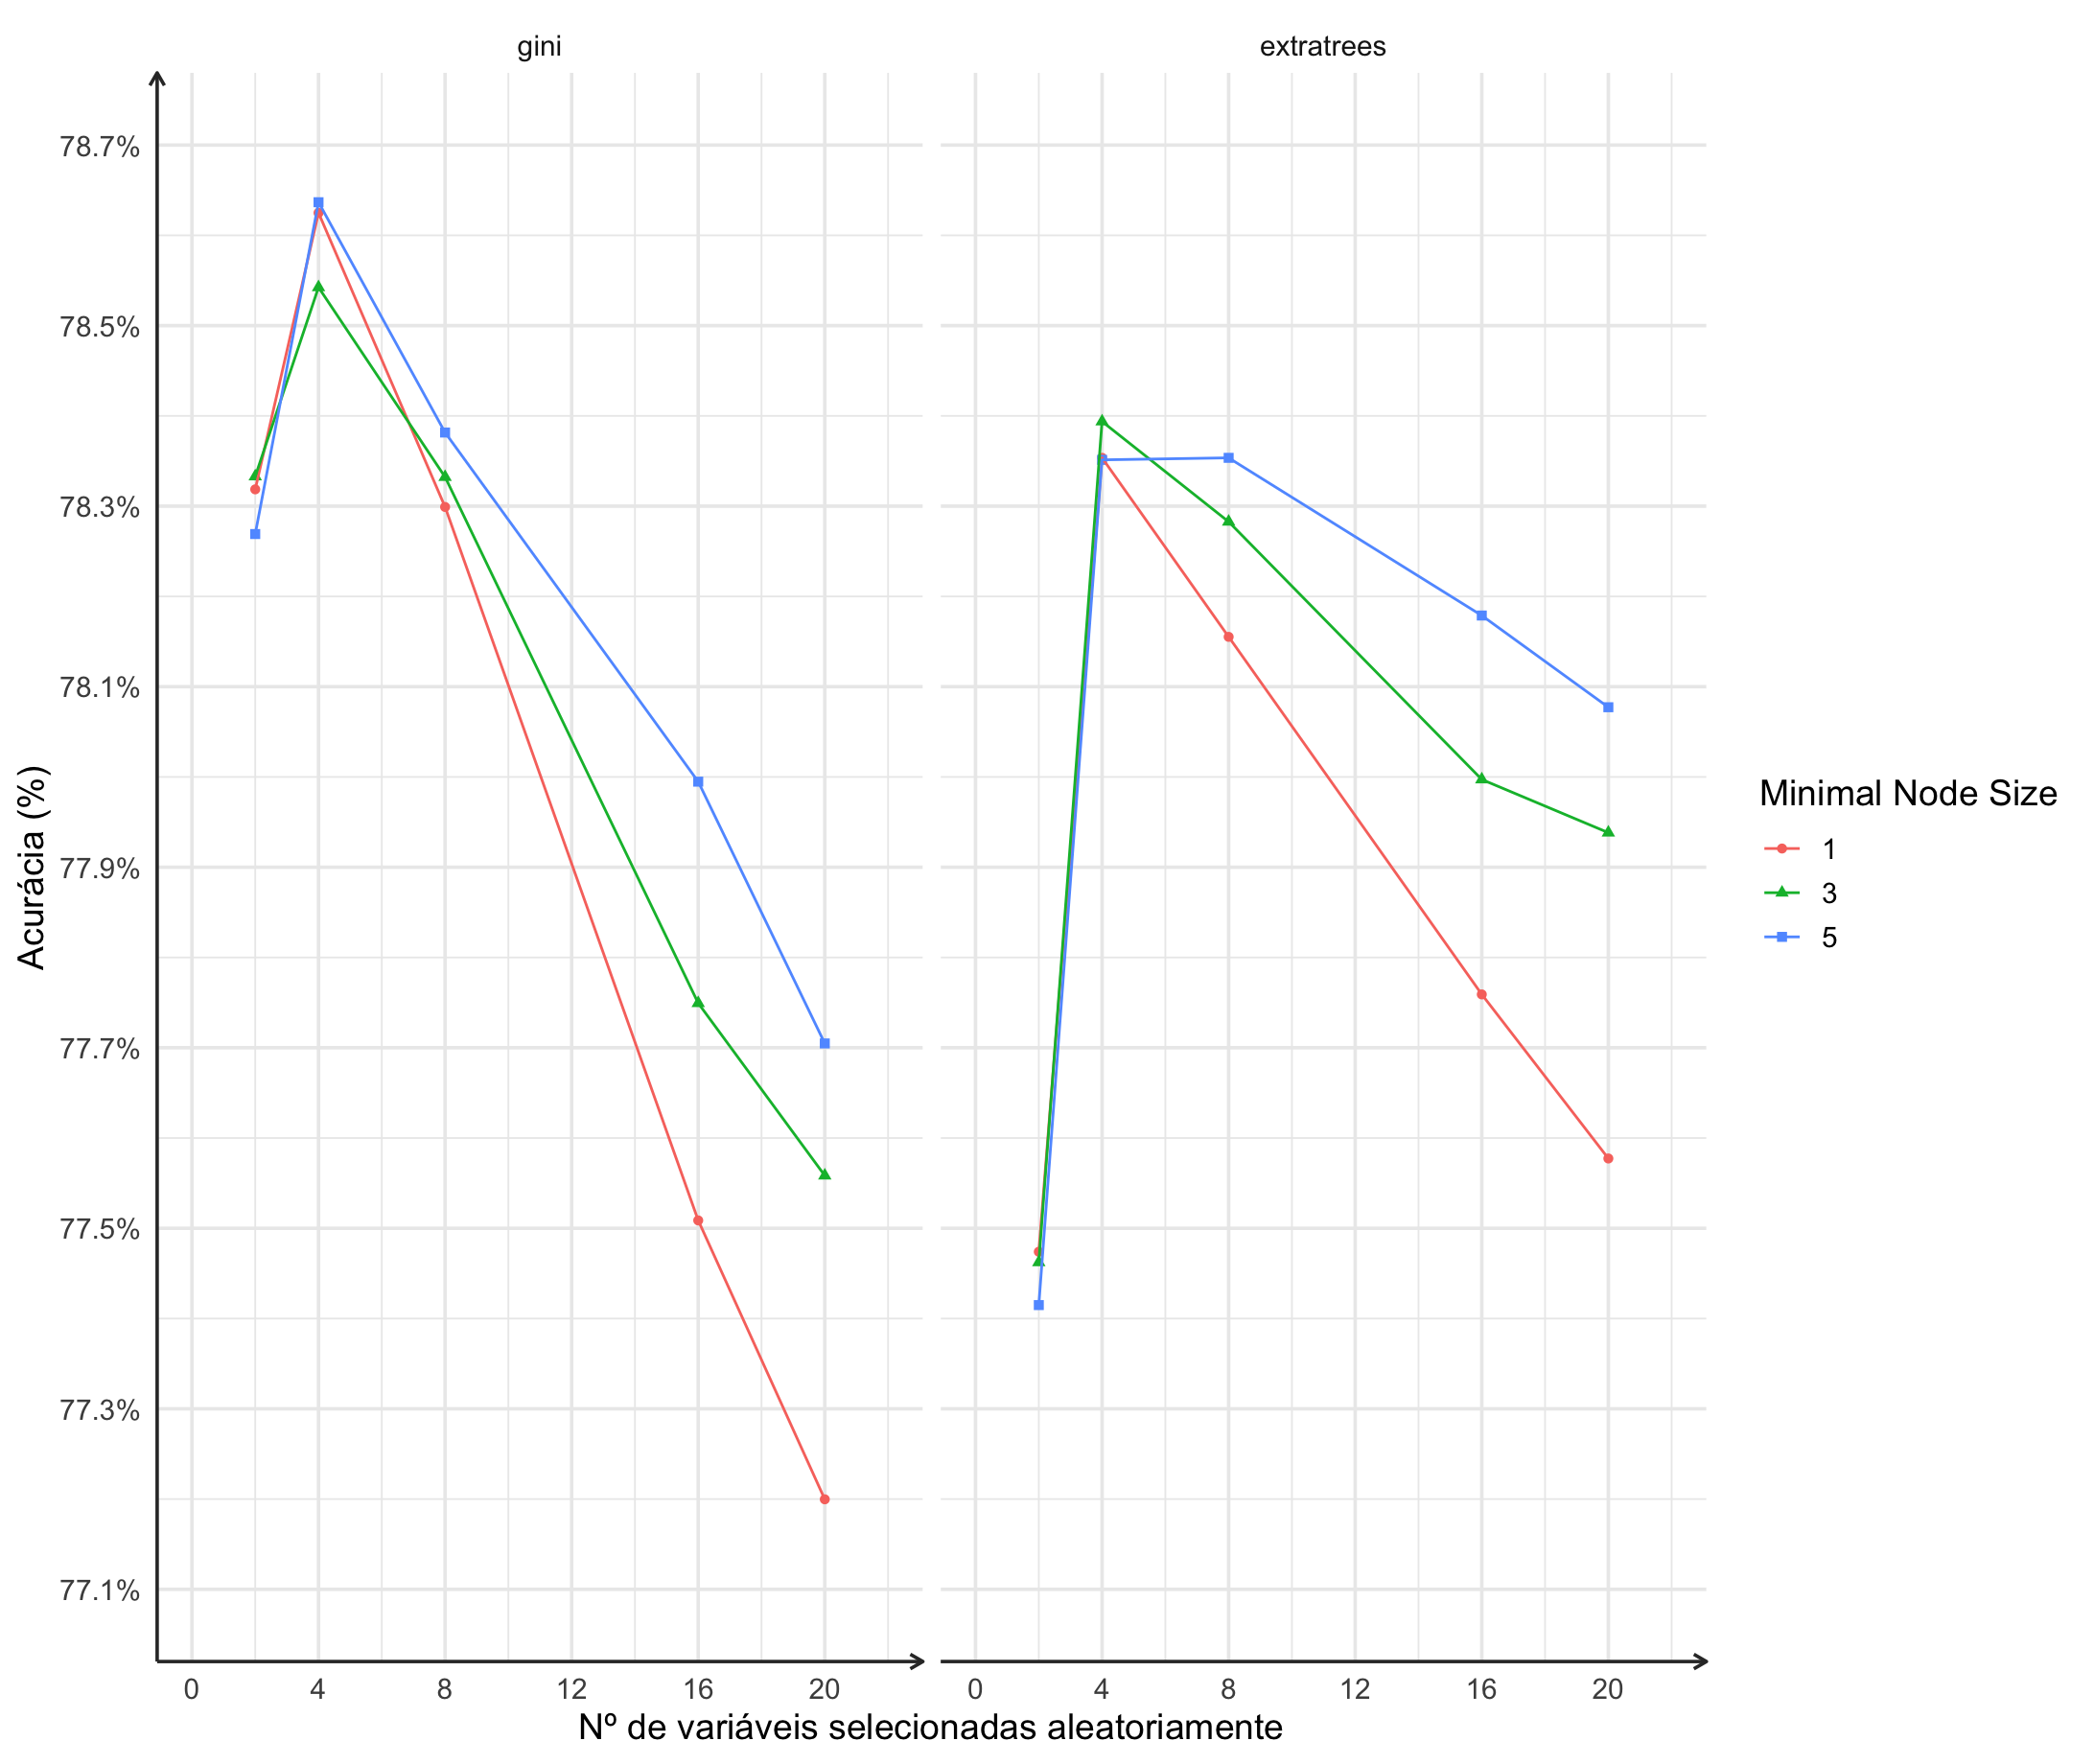 gini
extratrees
78.7%
78.5%
78.3%
78.1%
77.9%
77.7%
77.5%
77.3%
77.1%
Acurácia (%)
0 4 8 12 16 20
0 4 8 12 16 20
Nº de variáveis selecionadas aleatoriamente
Minimal Node Size
1
3
5